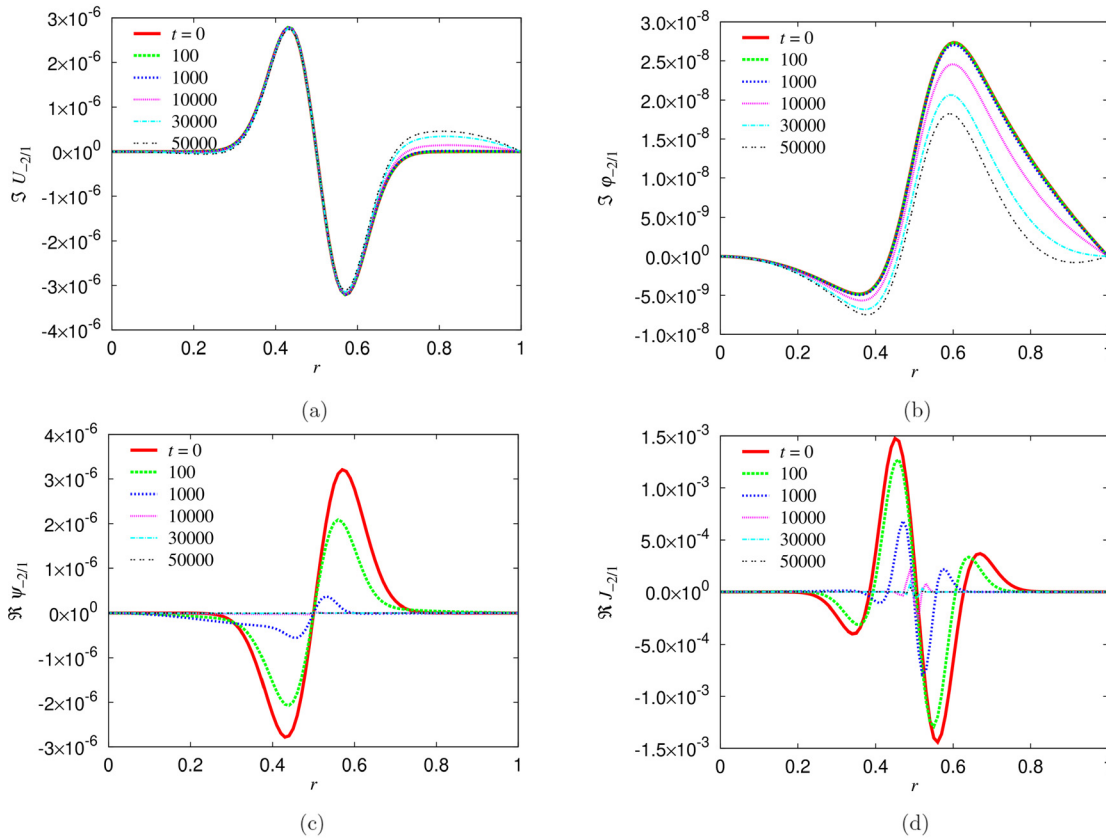 3×10⁻⁶
2×10⁻⁶
1×10⁻⁶
0×10⁰
-1×10⁻⁶
-2×10⁻⁶
-3×10⁻⁶
-4×10⁻⁶
ℑ U₋₂/₁
t = 0
100
1000
10000
30000
50000
0 0.2 0.4 0.6 0.8 1
r
(a)
3.0×10⁻⁸
2.5×10⁻⁸
2.0×10⁻⁸
1.5×10⁻⁸
1.0×10⁻⁸
5.0×10⁻⁹
0.0×10⁰
-5.0×10⁻⁹
-1.0×10⁻⁸
ℑ φ₋₂/₁
t = 0
100
1000
10000
30000
50000
0 0.2 0.4 0.6 0.8 1
r
(b)
4×10⁻⁶
3×10⁻⁶
2×10⁻⁶
1×10⁻⁶
0×10⁰
-1×10⁻⁶
-2×10⁻⁶
-3×10⁻⁶
ℜ ψ₋₂/₁
t = 0
100
1000
10000
30000
50000
0 0.2 0.4 0.6 0.8 1
r
(c)
1.5×10⁻³
1.0×10⁻³
5.0×10⁻⁴
0.0×10⁰
-5.0×10⁻⁴
-1.0×10⁻³
-1.5×10⁻³
ℜ J₋₂/₁
t = 0
100
1000
10000
30000
50000
0 0.2 0.4 0.6 0.8 1
r
(d)